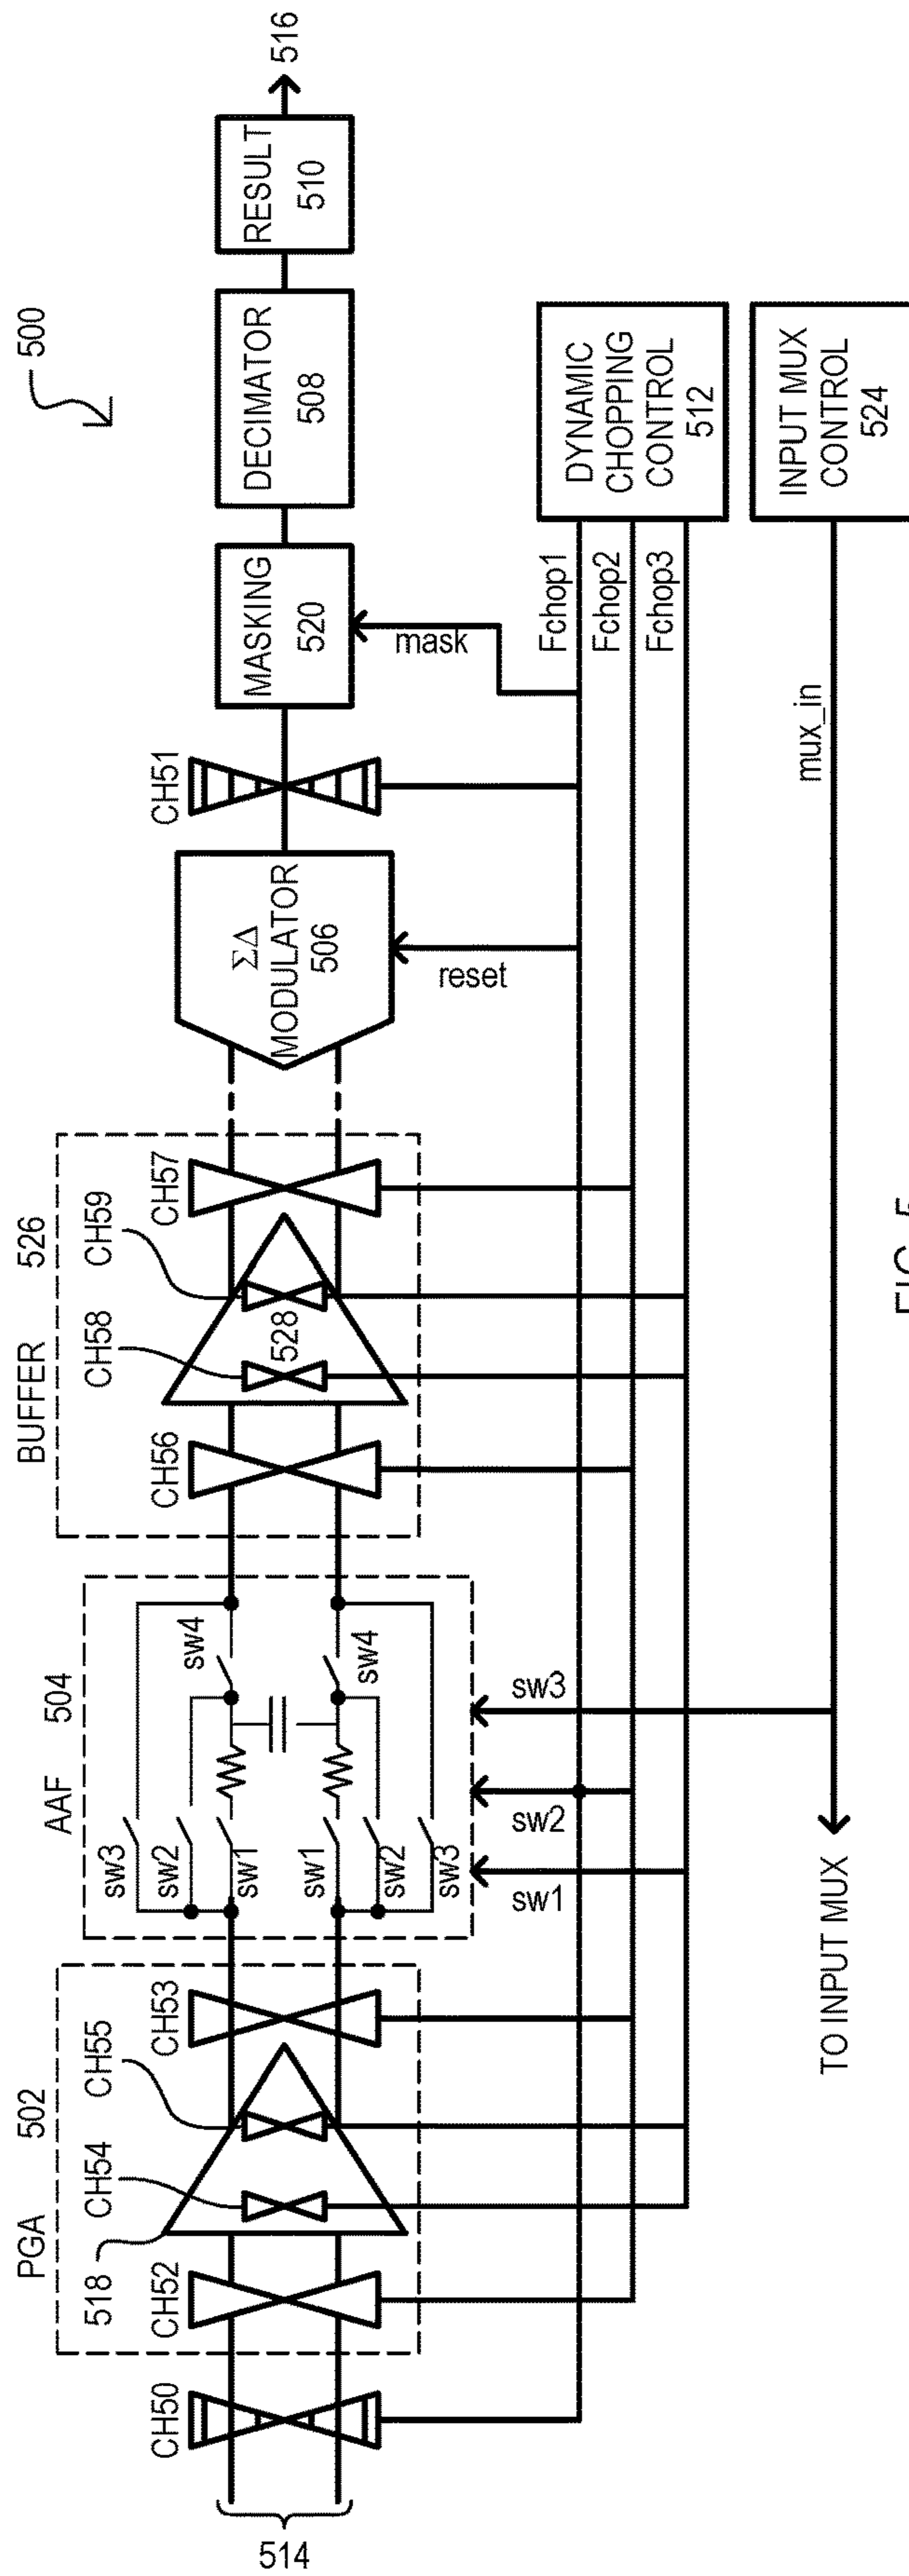 500
BUFFER 526
PGA 502
AAF 504
518
CH54
CH55
CH58
CH59
CH50
CH52
CH53
CH56
CH57
CH51
sw3
sw2
sw1
sw4
sw1
sw2
sw3
sw4
528
514
ΣΔ
MODULATOR
506
MASKING
520
DECIMATOR
508
RESULT
510
516
reset
mask
sw1
sw2
sw3
Fchop1
Fchop2
Fchop3
DYNAMIC
CHOPPING
CONTROL
512
mux_in
INPUT MUX
CONTROL
524
TO INPUT MUX